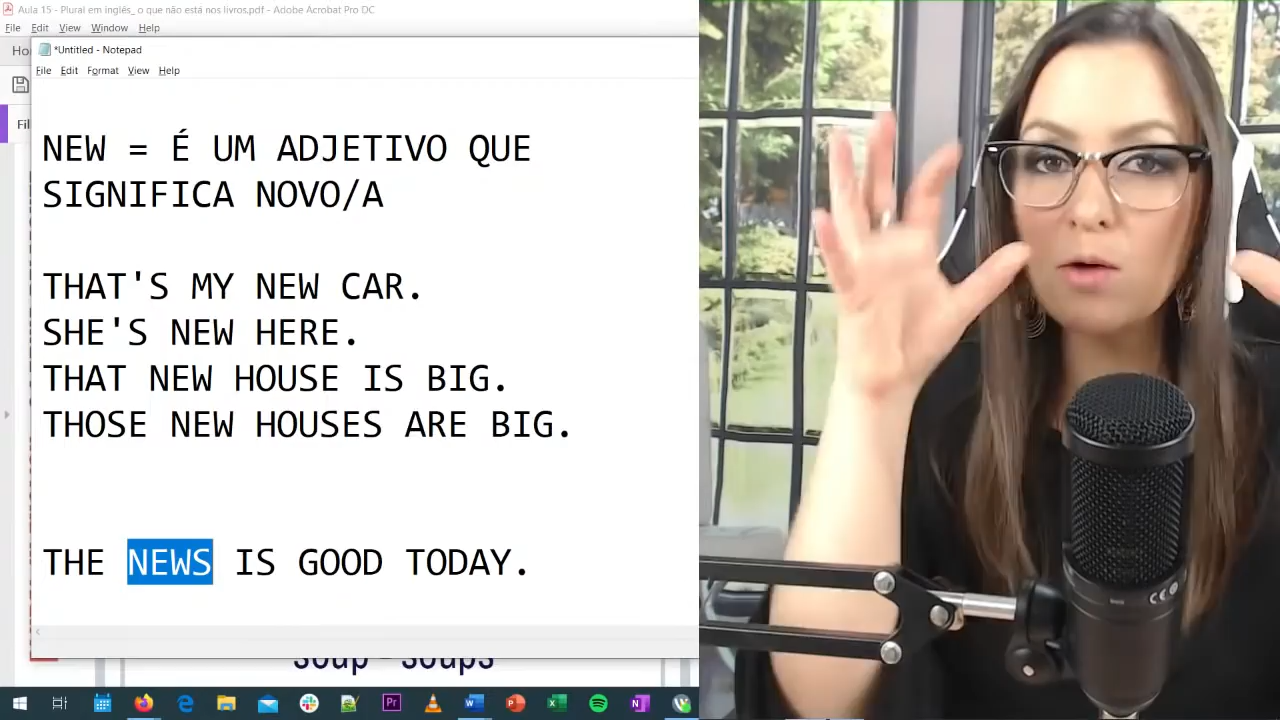 Aula 15 - Plural em inglês_ o que não está nos livros.pdf - Adobe Acrobat Pro DC
File Edit View Window Help
Ho
*Untitled - Notepad
File Edit Format View Help
Fil
NEW = É UM ADJETIVO QUE
SIGNIFICA NOVO/A
THAT'S MY NEW CAR.
SHE'S NEW HERE.
THAT NEW HOUSE IS BIG.
THOSE NEW HOUSES ARE BIG.
THE NEWS IS GOOD TODAY.
Soup - Soups
Pr